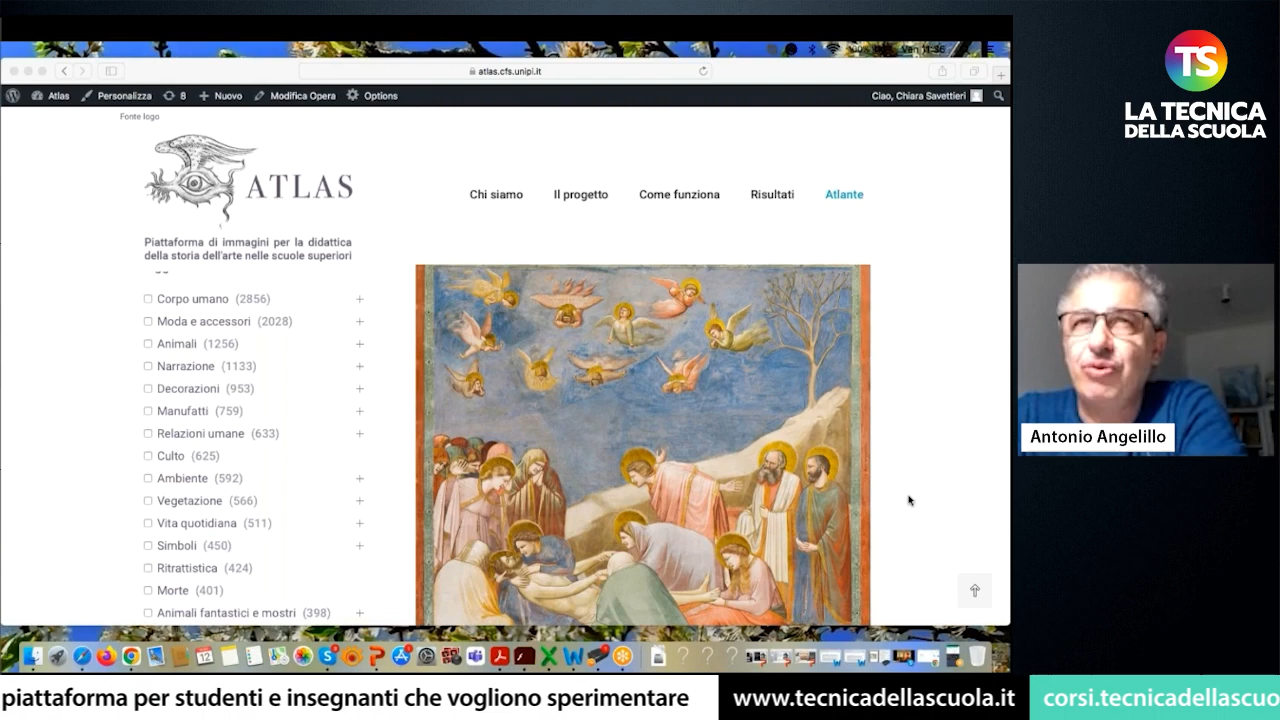 Ven 11:36
atlas.cfs.unipi.it
Atlas Personalizza 8 Nuovo Modifica Opera Options Ciao, Chiara Savettieri
Fonte logo
ATLAS
Chi siamo Il progetto Come funziona Risultati Atlante
Piattaforma di immagini per la didattica
della storia dell'arte nelle scuole superiori
Corpo umano (2856) +
Moda e accessori (2028) +
Animali (1256) +
Narrazione (1133) +
Decorazioni (953) +
Manufatti (759) +
Relazioni umane (633) +
Culto (625)
Ambiente (592) +
Vegetazione (566) +
Vita quotidiana (511) +
Simboli (450) +
Ritrattistica (424)
Morte (401)
Animali fantastici e mostri (398) +
TS
LA TECNICA
DELLA SCUOLA
Antonio Angelillo
piattaforma per studenti e insegnanti che vogliono sperimentare
www.tecnicadellascuola.it
corsi.tecnicadellascuo